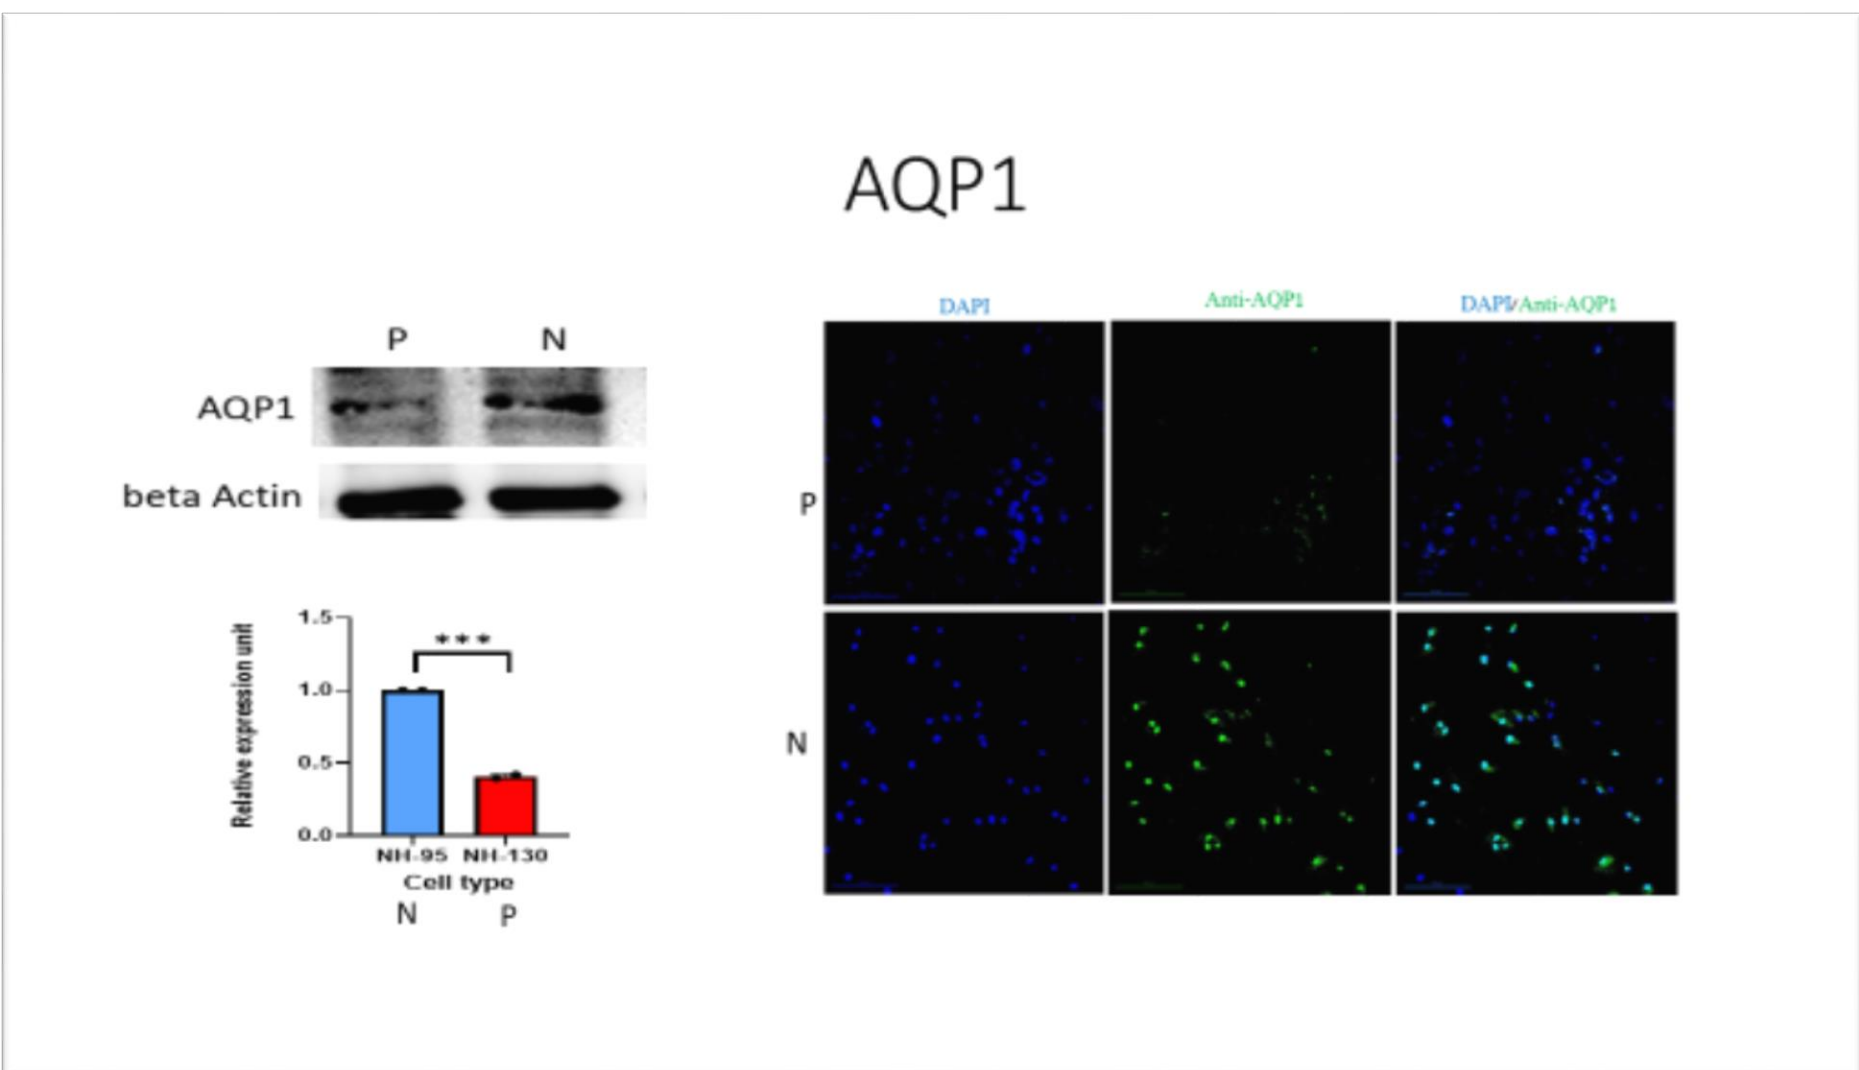 AQP1
P N
AQP1
beta Actin
Relative expression unit
1.5
1.0
0.5
0.0
***
NH-95 NH-130
Cell type
N P
DAPI Anti-AQP1 DAPI/Anti-AQP1
P
N